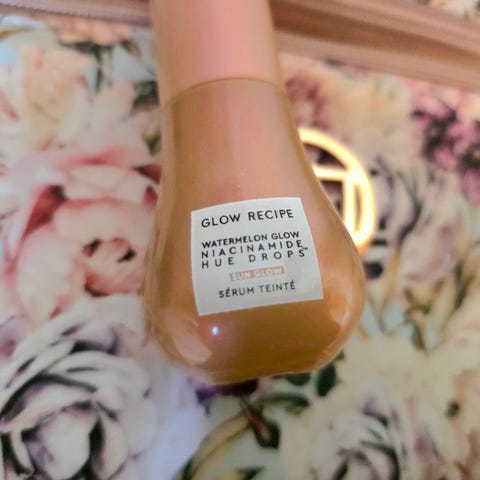 GLOW RECIPE
WATERMELON GLOW
NIACINAMIDE
HUE DROPS™
SUN GLOW
SÉRUM TEINTÉ